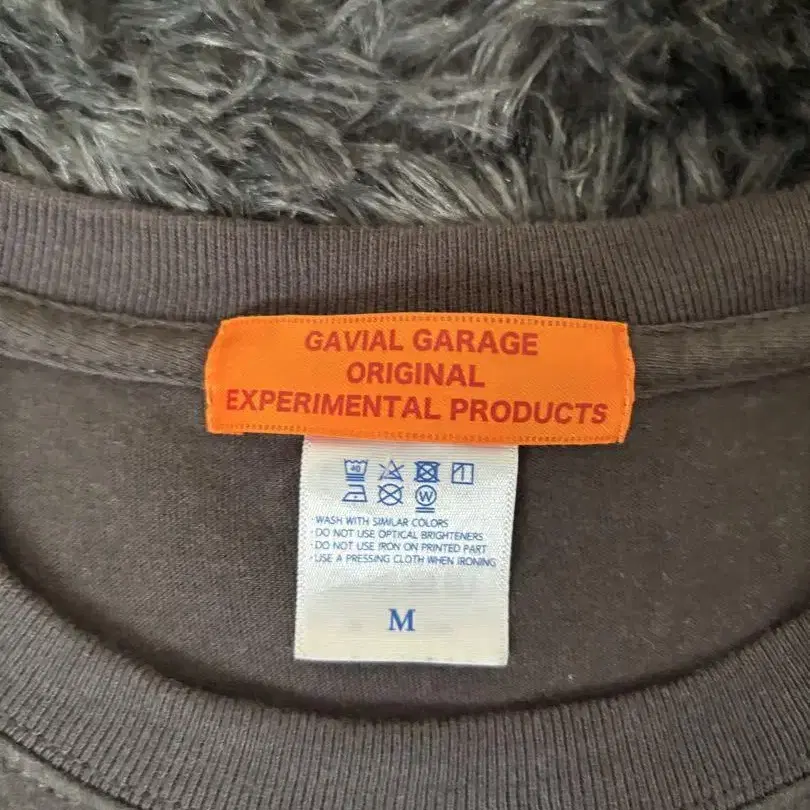 GAVIAL GARAGE
ORIGINAL
EXPERIMENTAL PRODUCTS
40
W
·WASH WITH SIMILAR COLORS
·DO NOT USE OPTICAL BRIGHTENERS
·DO NOT USE IRON ON PRINTED PART
·USE A PRESSING CLOTH WHEN IRONING
M